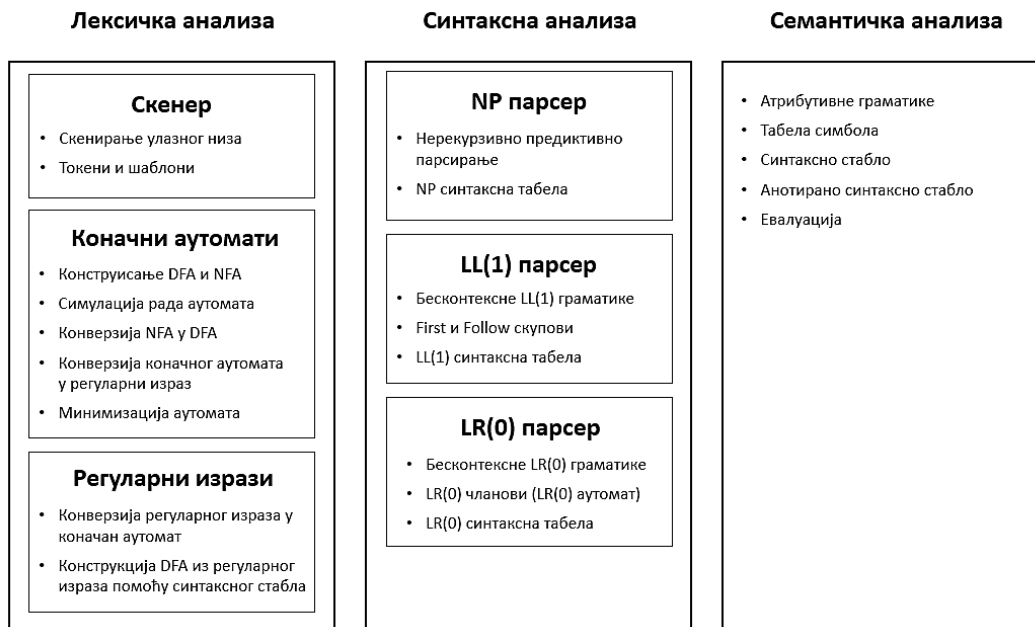 Лексичка анализа
Скенер
• Скенирање улазног низа
• Токени и шаблони
Коначни аутомати
• Конструисање DFA и NFA
• Симулација рада аутомата
• Конверзија NFA у DFA
• Конверзија коначног аутомата
у регуларни израз
• Минимизација аутомата
Регуларни изрази
• Конверзија регуларног израза у
коначан аутомат
• Конструкција DFA из регуларног
израза помоћу синтаксног стабла
Синтаксна анализа
NP парсер
• Нерекурзивно предиктивно
парсирање
• NP синтаксна табела
LL(1) парсер
• Бесконтексне LL(1) граматике
• First и Follow скупови
• LL(1) синтаксна табела
LR(0) парсер
• Бесконтексне LR(0) граматике
• LR(0) чланови (LR(0) аутомат)
• LR(0) синтаксна табела
Семантичка анализа
• Атрибутивне граматике
• Табела симбола
• Синтаксно стабло
• Анотирано синтаксно стабло
• Евалуација